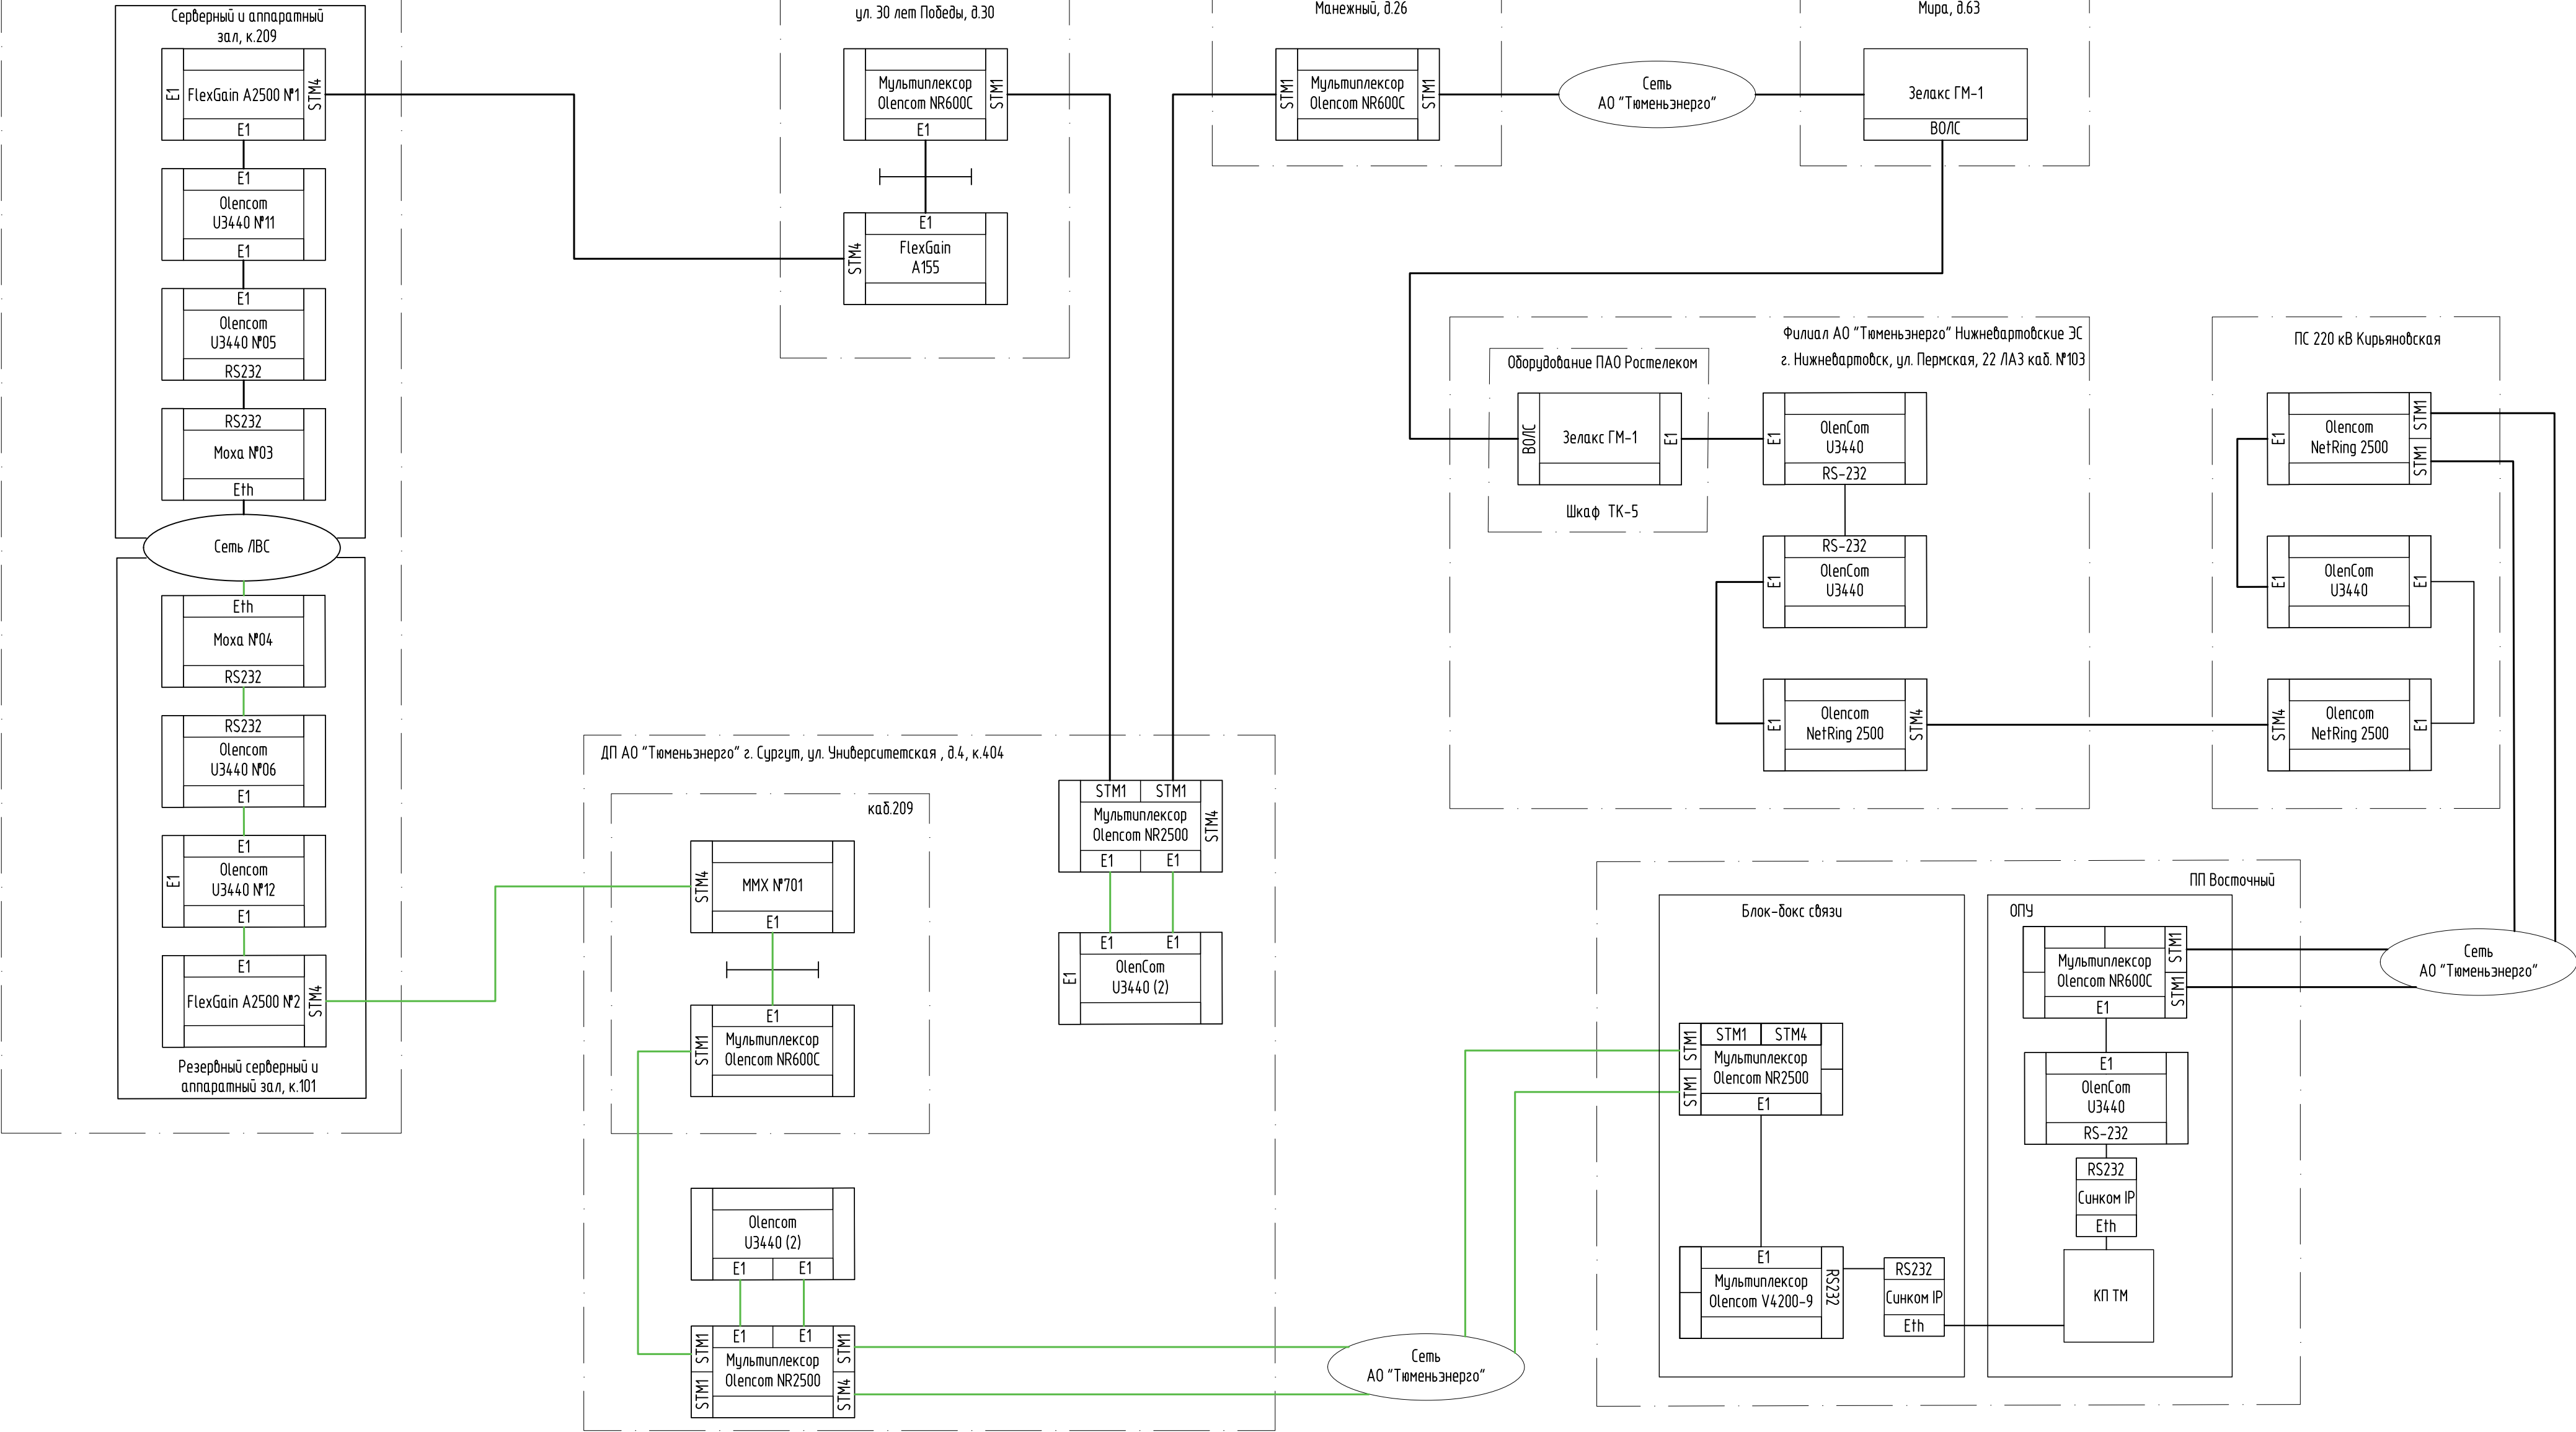 Серверный и аппаратный
зал, к.209
E1
FlexGain A2500 №1
STM4
E1
E1
Olencom
U3440 №11
E1
E1
Olencom
U3440 №05
RS232
RS232
Moxa №03
Eth
Сеть ЛВС
Eth
Moxa №04
RS232
RS232
Olencom
U3440 №06
E1
E1
E1
Olencom
U3440 №12
E1
E1
FlexGain A2500 №2
STM4
Резервный серверный и
аппаратный зал, к.101
ул. 30 лет Победы, д.30
Мультиплексор
Olencom NR600C
STM1
E1
E1
STM4
FlexGain
A155
Манежный, д.26
STM1
Мультиплексор
Olencom NR600C
STM1
Сеть
АО "Тюменьэнерго"
Мира, д.63
Зелакс ГМ-1
ВОЛС
Филиал АО "Тюменьэнерго" Нижневартовские ЭС
г. Нижневартовск, ул. Пермская, 22 ЛАЗ каб. №103
Оборудование ПАО Ростелеком
ВОЛС
Зелакс ГМ-1
E1
Шкаф ТК-5
E1
OlenCom
U3440
RS-232
RS-232
E1
OlenCom
U3440
E1
Olencom
NetRing 2500
STM4
ПС 220 кВ Кирьяновская
E1
Olencom
NetRing 2500
STM1
STM1
E1
OlenCom
U3440
E1
STM4
Olencom
NetRing 2500
E1
ДП АО "Тюменьэнерго" г. Сургут, ул. Университетская , д.4, к.404
каб.209
STM4
MMX №701
E1
E1
STM1
Мультиплексор
Olencom NR600C
Olencom
U3440 (2)
E1
E1
STM1
STM1
E1
E1
Мультиплексор
Olencom NR2500
STM1
STM4
STM1
STM1
Мультиплексор
Olencom NR2500
STM4
E1
E1
E1
E1
E1
OlenCom
U3440 (2)
Сеть
АО "Тюменьэнерго"
ПП Восточный
Блок-бокс связи
STM1
STM1
STM1
STM4
Мультиплексор
Olencom NR2500
E1
E1
Мультиплексор
Olencom V4200-9
RS232
RS232
Синком IP
Eth
ОПУ
Мультиплексор
Olencom NR600C
STM1
STM1
E1
E1
OlenCom
U3440
RS-232
RS232
Синком IP
Eth
КП ТМ
Сеть
АО "Тюменьэнерго"